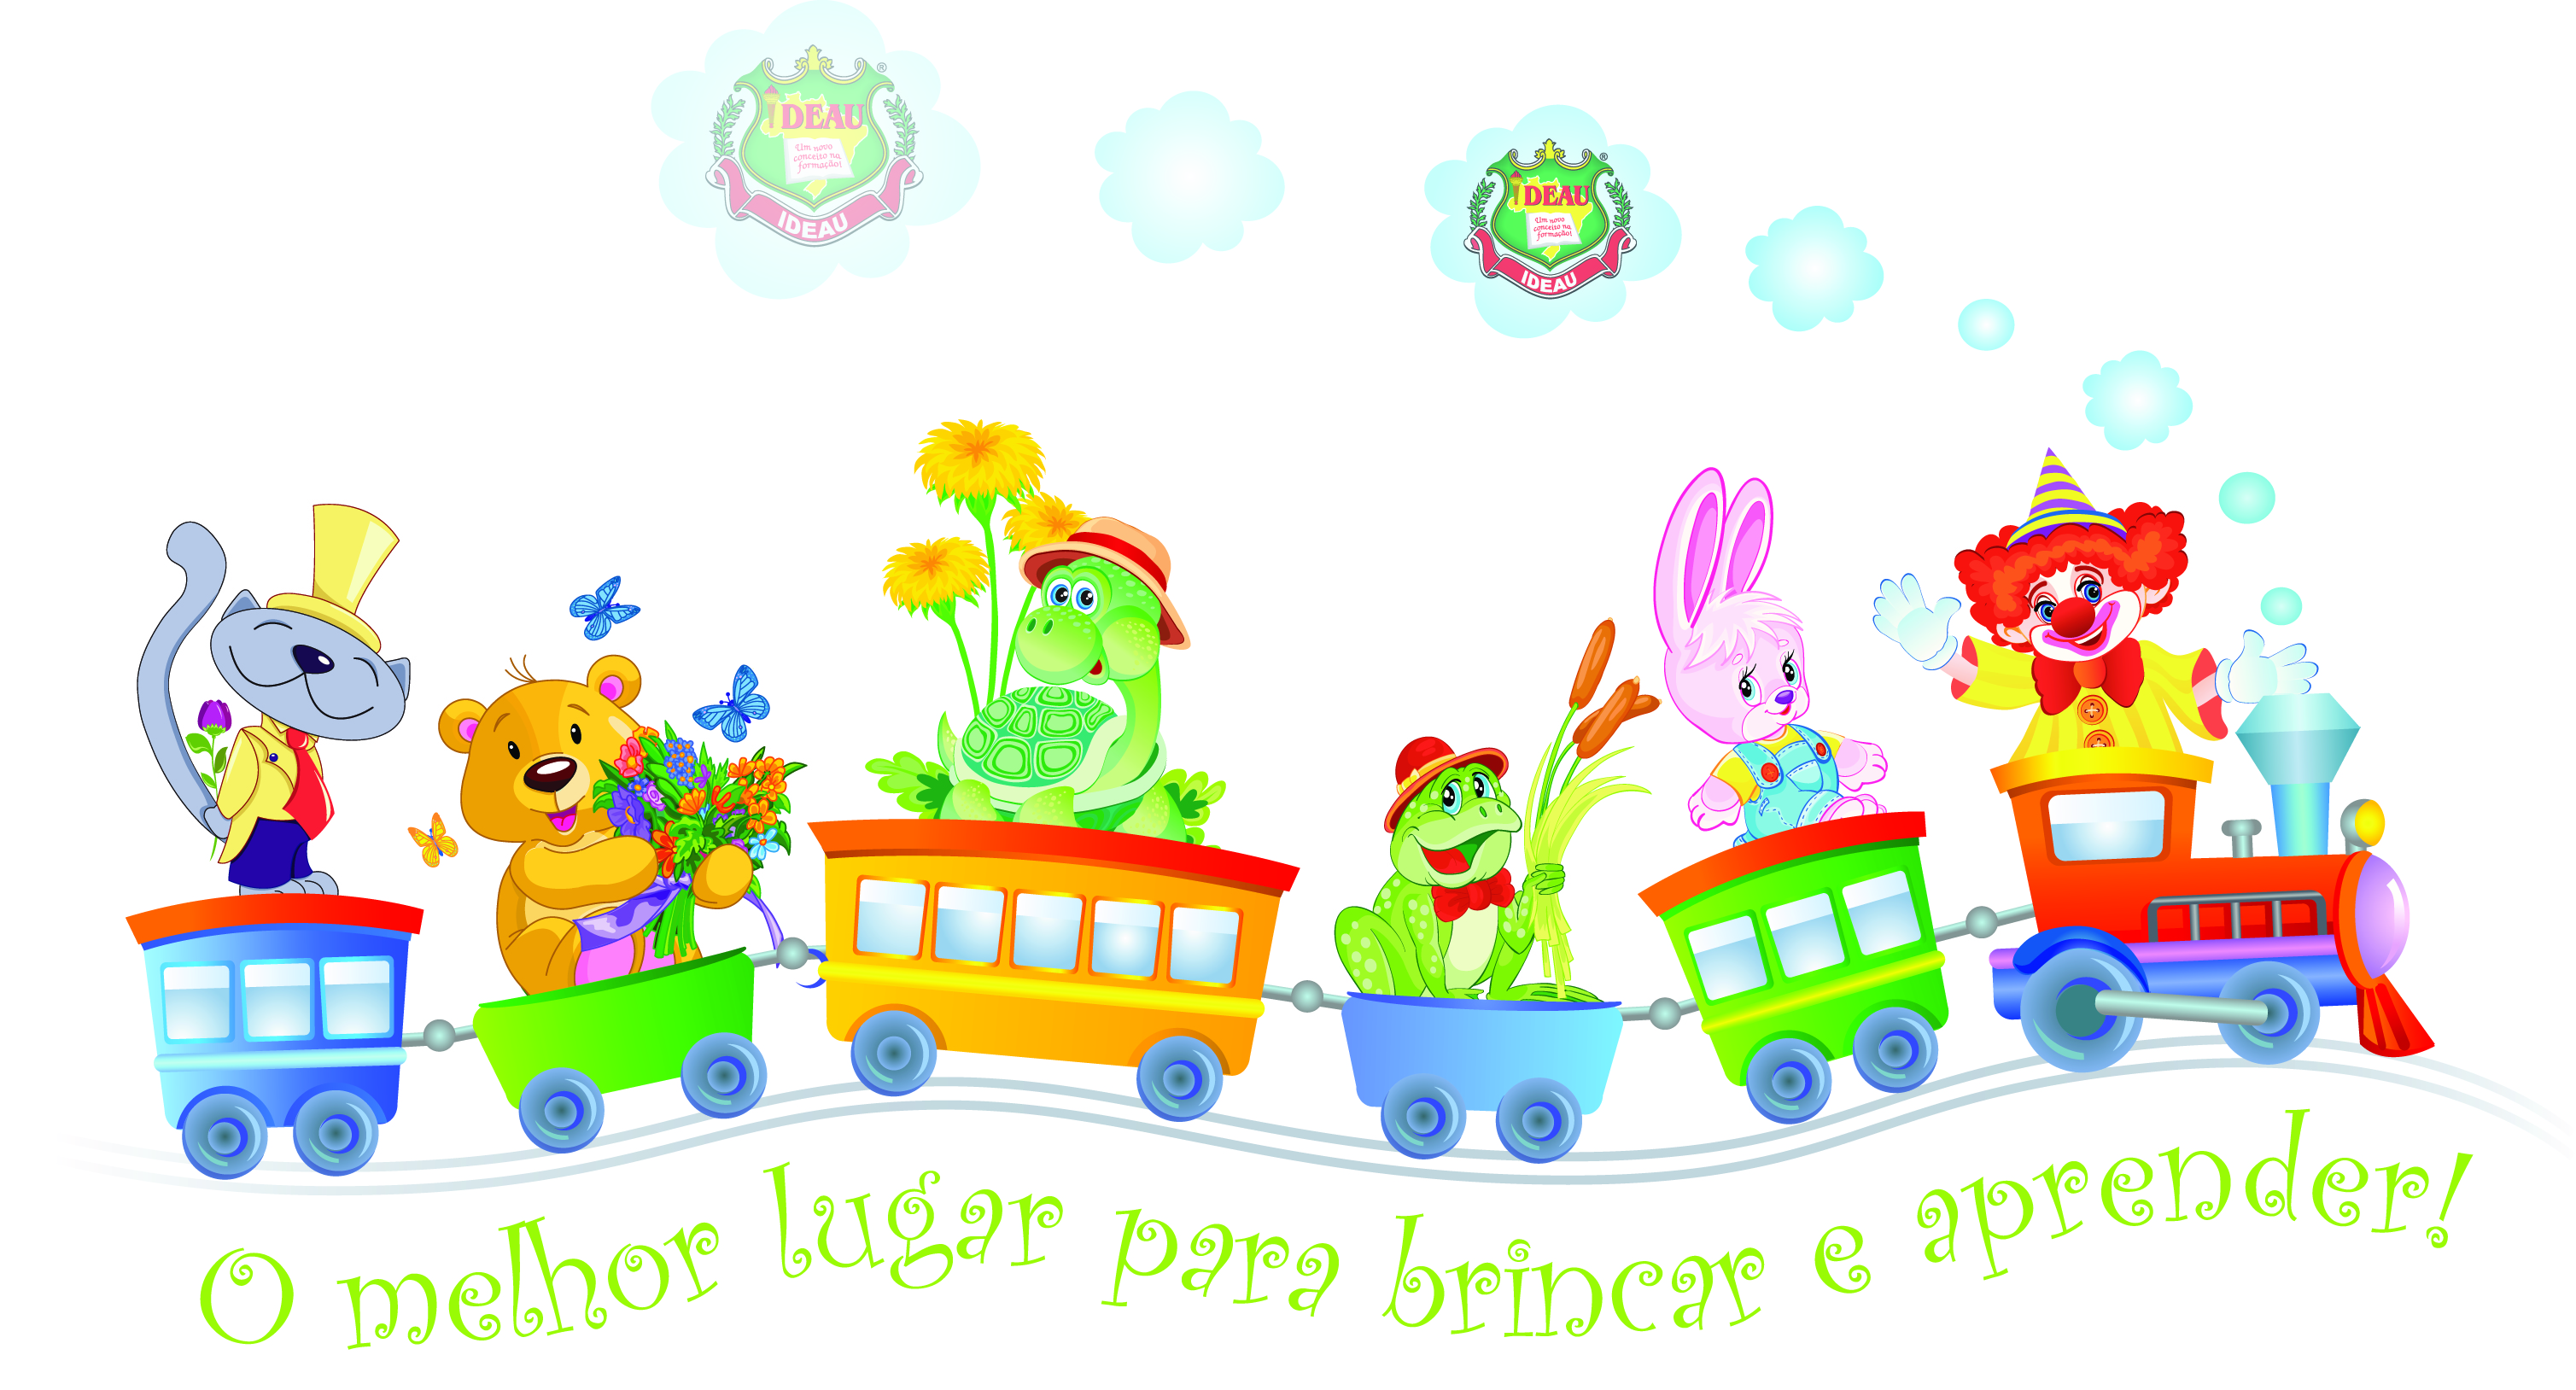 ®
IDEAU
Um novo
conceito na
formação!
IDEAU
®
IDEAU
Um novo
conceito na
formação!
IDEAU
O melhor lugar para brincar e aprender!